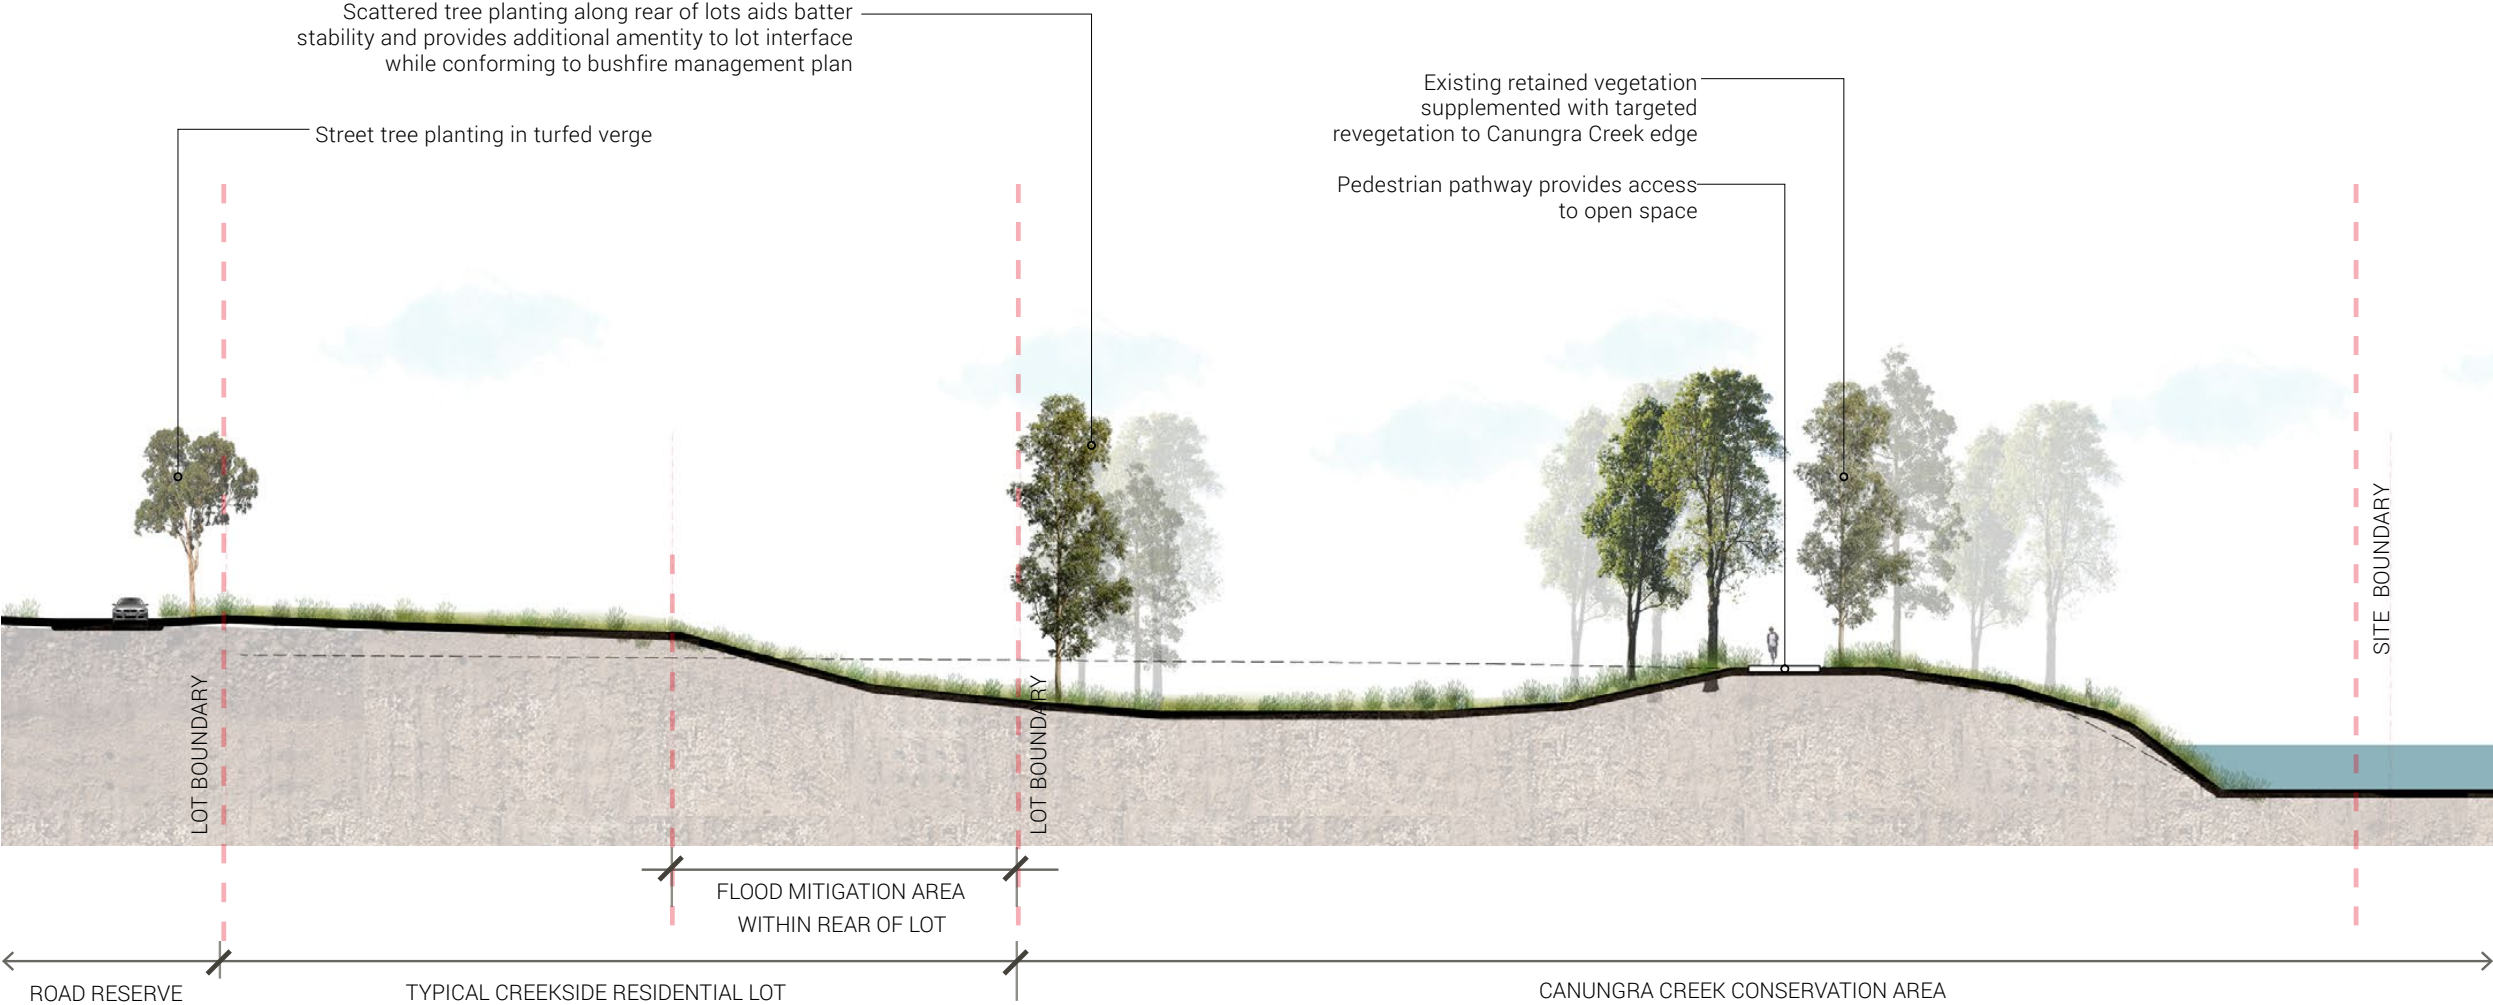 Scattered tree planting along rear of lots aids batter
stability and provides additional amentity to lot interface
while conforming to bushfire management plan
Street tree planting in turfed verge
Existing retained vegetation
supplemented with targeted
revegetation to Canungra Creek edge
Pedestrian pathway provides access
to open space
LOT BOUNDARY
LOT BOUNDARY
SITE BOUNDARY
FLOOD MITIGATION AREA
WITHIN REAR OF LOT
ROAD RESERVE
TYPICAL CREEKSIDE RESIDENTIAL LOT
CANUNGRA CREEK CONSERVATION AREA